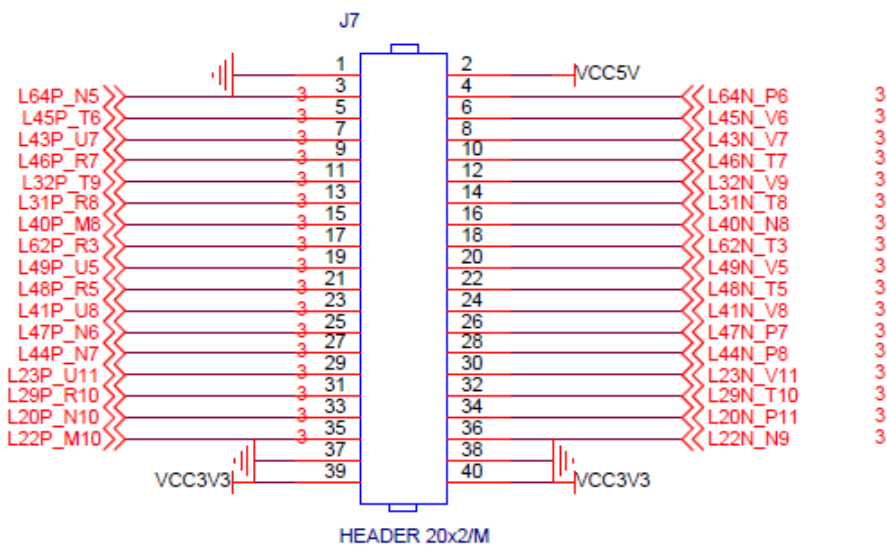 J7
1 2 VCC5V
L64P_N5 3 3 4 L64N_P6 3
L45P_T6 3 5 6 L45N_V6 3
L43P_U7 3 7 8 L43N_V7 3
L46P_R7 3 9 10 L46N_T7 3
L32P_T9 3 11 12 L32N_V9 3
L31P_R8 3 13 14 L31N_T8 3
L40P_M8 3 15 16 L40N_N8 3
L62P_R3 3 17 18 L62N_T3 3
L49P_U5 3 19 20 L49N_V5 3
L48P_R5 3 21 22 L48N_T5 3
L41P_U8 3 23 24 L41N_V8 3
L47P_N6 3 25 26 L47N_P7 3
L44P_N7 3 27 28 L44N_P8 3
L23P_U11 3 29 30 L23N_V11 3
L29P_R10 3 31 32 L29N_T10 3
L20P_N10 3 33 34 L20N_P11 3
L22P_M10 3 35 36 L22N_N9 3
37 38
VCC3V3 39 40 VCC3V3
HEADER 20x2/M